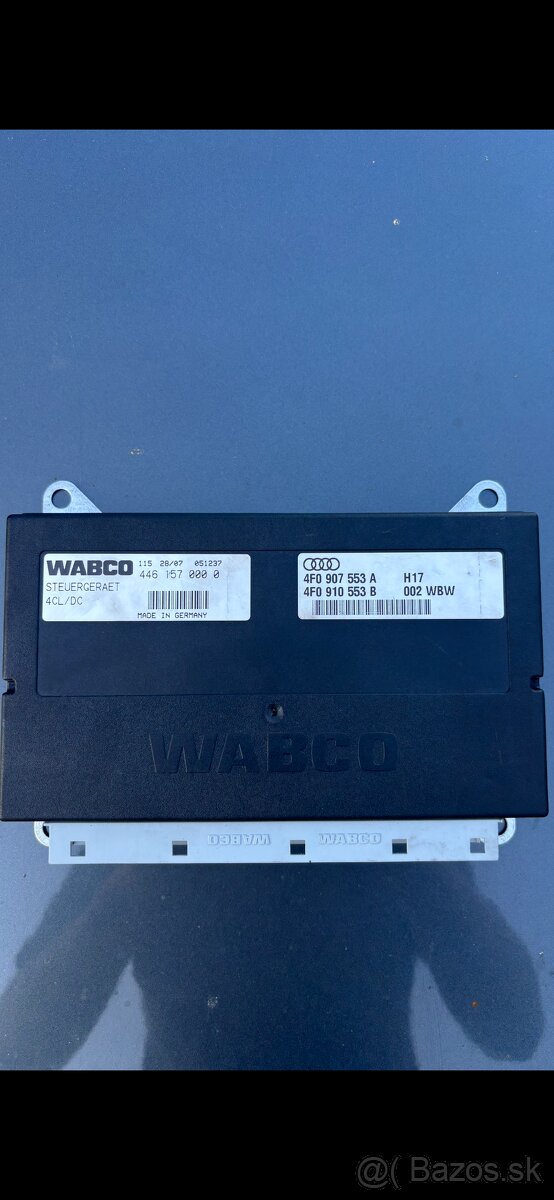 WABCO 115 28/07 051237
446 157 000 0
STEUERGERAET
4CL/DC
MADE IN GERMANY
4F0 907 553 A H17
4F0 910 553 B 002 WBW
WABCO
WABCO WABCO
@( Bazos.sk